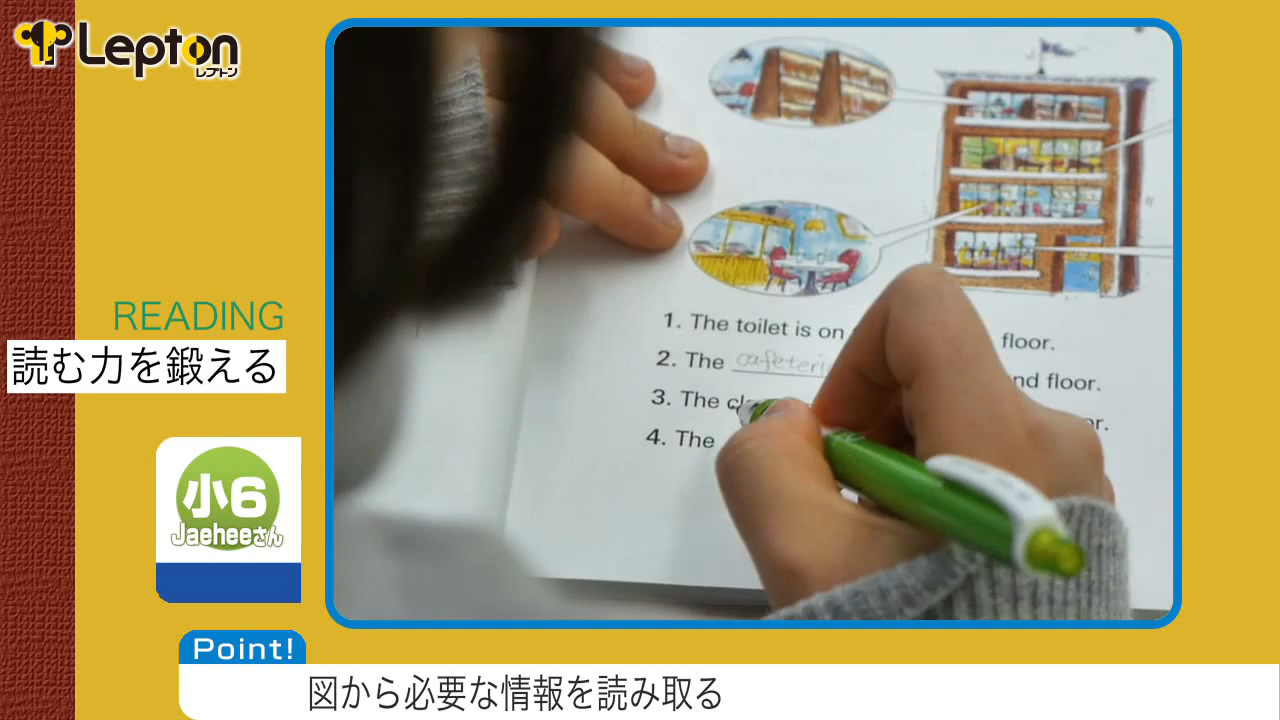 Lepton
レプトン
READING
読む力を鍛える
小6
Jaeheeさん
1. The toilet is on floor.
2. The cafeteri nd floor.
3. The cl r.
4. The
Point!
図から必要な情報を読み取る